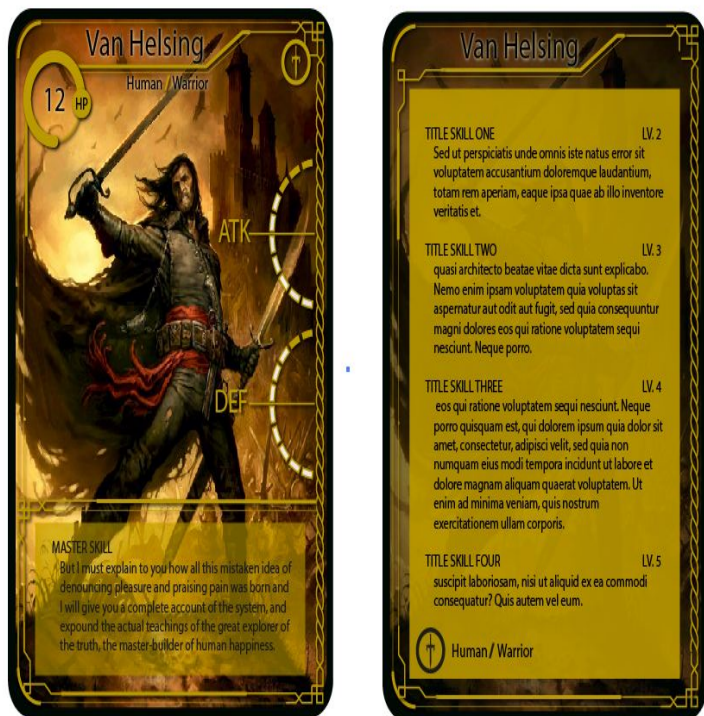 Van Helsing
Human / Warrior
12 HP
ATK
DEF
MASTER SKILL
But I must explain to you how all this mistaken idea of
denouncing pleasure and praising pain was born and
I will give you a complete account of the system, and
expound the actual teachings of the great explorer of
the truth, the master-builder of human happiness.
Van Helsing
TITLE SKILL ONE LV. 2
Sed ut perspiciatis unde omnis iste natus error sit
voluptatem accusantium doloremque laudantium,
totam rem aperiam, eaque ipsa quae ab illo inventore
veritatis et.
TITLE SKILL TWO LV. 3
quasi architecto beatae vitae dicta sunt explicabo.
Nemo enim ipsam voluptatem quia voluptas sit
aspernatur aut odit aut fugit, sed quia consequuntur
magni dolores eos qui ratione voluptatem sequi
nesciunt. Neque porro.
TITLE SKILL THREE LV. 4
eos qui ratione voluptatem sequi nesciunt. Neque
porro quisquam est, qui dolorem ipsum quia dolor sit
amet, consectetur, adipisci velit, sed quia non
numquam eius modi tempora incidunt ut labore et
dolore magnam aliquam quaerat voluptatem. Ut
enim ad minima veniam, quis nostrum
exercitationem ullam corporis.
TITLE SKILL FOUR LV. 5
suscipit laboriosam, nisi ut aliquid ex ea commodi
consequatur? Quis autem vel eum.
Human / Warrior